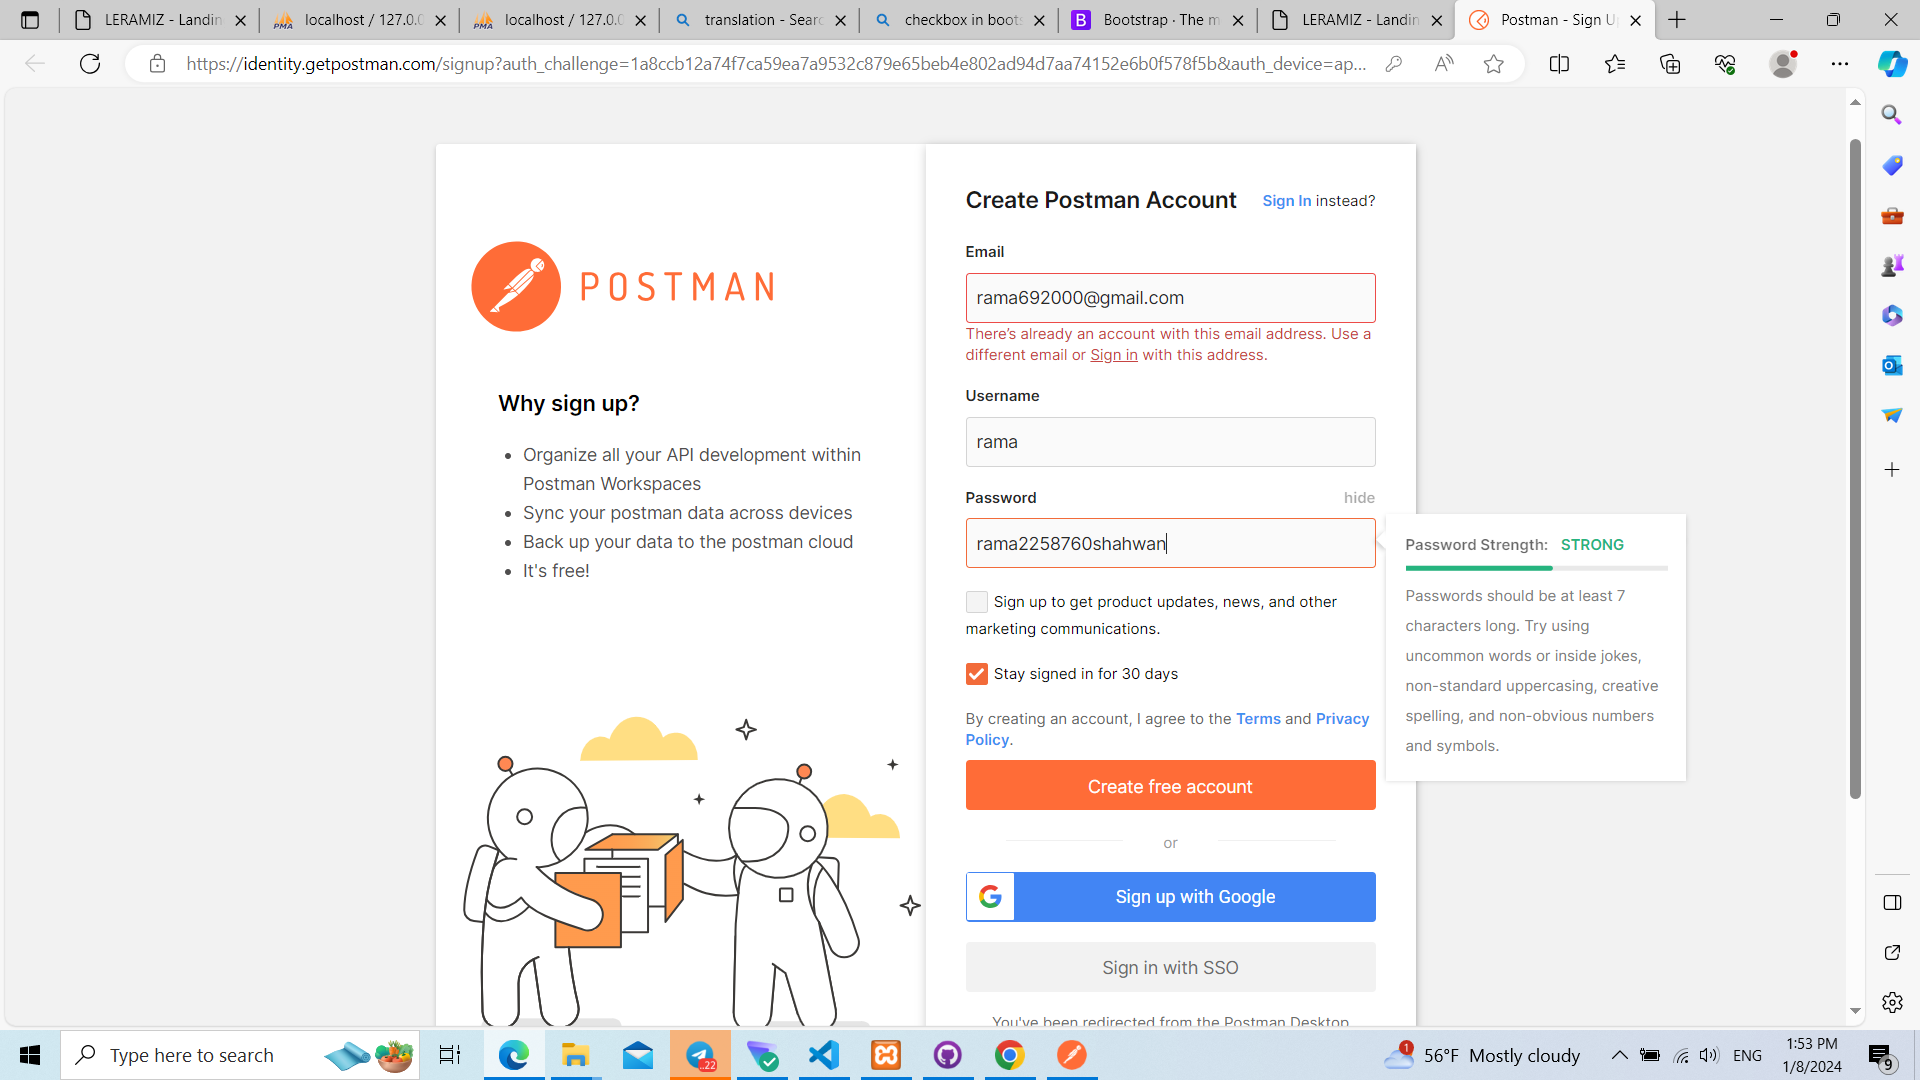 LERAMIZ - Landin
localhost / 127.0.0
localhost / 127.0.0
translation - Searc
checkbox in boots
Bootstrap · The m
LERAMIZ - Landin
Postman - Sign U
https://identity.getpostman.com/signup?auth_challenge=1a8ccb12a74f7ca59ea7a9532c879e65beb4e802ad94d7aa74152e6b0f578f5b&auth_device=ap...
POSTMAN
Why sign up?
Organize all your API development within
Postman Workspaces
Sync your postman data across devices
Back up your data to the postman cloud
It's free!
Create Postman Account
Sign In instead?
Email
rama692000@gmail.com
There's already an account with this email address. Use a
different email or Sign in with this address.
Username
rama
Password
hide
rama2258760shahwan
Password Strength: STRONG
Passwords should be at least 7
characters long. Try using
uncommon words or inside jokes,
non-standard uppercasing, creative
spelling, and non-obvious numbers
and symbols.
Sign up to get product updates, news, and other
marketing communications.
Stay signed in for 30 days
By creating an account, I agree to the Terms and Privacy
Policy.
Create free account
or
Sign up with Google
Sign in with SSO
You've been redirected from the Postman Desktop
Type here to search
..22
1
56°F Mostly cloudy
ENG
1:53 PM
1/8/2024
9